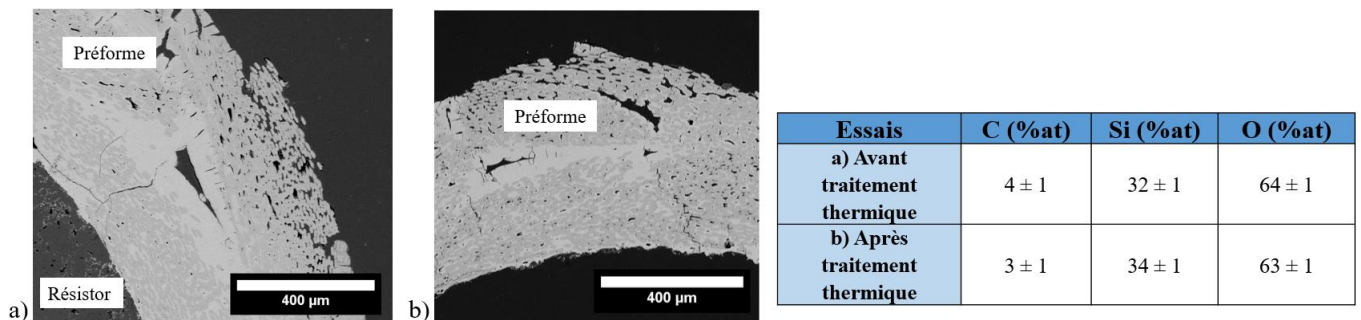 Préforme
Résistor
400 µm
a)
Préforme
400 µm
b)
Essais C (%at) Si (%at) O (%at)
a) Avant
traitement
thermique
4 ± 1 32 ± 1 64 ± 1
b) Après
traitement
thermique
3 ± 1 34 ± 1 63 ± 1